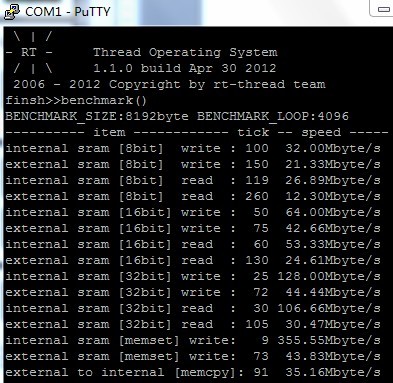 COM1 - PuTTY
 \ | /
- RT -     Thread Operating System
 / | \     1.1.0 build Apr 30 2012
 2006 - 2012 Copyright by rt-thread team
finsh>>benchmark()
BENCHMARK_SIZE:8192byte BENCHMARK_LOOP:4096
---------- item ------------- tick -- speed -----
internal sram [8bit]  write : 100  32.00Mbyte/s
external sram [8bit]  write : 150  21.33Mbyte/s
internal sram [8bit]  read  : 119  26.89Mbyte/s
external sram [8bit]  read  : 260  12.30Mbyte/s
internal sram [16bit] write :  50  64.00Mbyte/s
external sram [16bit] write :  75  42.66Mbyte/s
internal sram [16bit] read  :  60  53.33Mbyte/s
external sram [16bit] read  : 130  24.61Mbyte/s
internal sram [32bit] write :  25 128.00Mbyte/s
external sram [32bit] write :  72  44.44Mbyte/s
internal sram [32bit] read  :  30 106.66Mbyte/s
external sram [32bit] read  : 105  30.47Mbyte/s
internal sram [memset] write:   9 355.55Mbyte/s
external sram [memset] write:  73  43.83Mbyte/s
external to internal [memcpy]: 91  35.16Mbyte/s